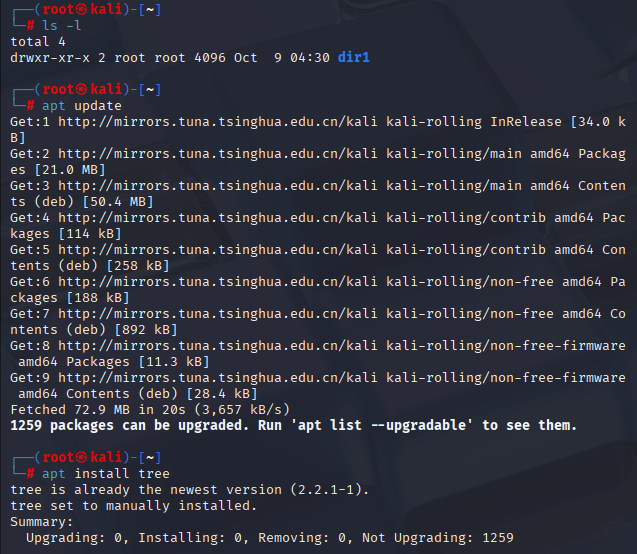 ┌──(root㉿kali)-[~]
└─# ls -l
total 4
drwxr-xr-x 2 root root 4096 Oct  9 04:30 dir1
┌──(root㉿kali)-[~]
└─# apt update
Get:1 http://mirrors.tuna.tsinghua.edu.cn/kali kali-rolling InRelease [34.0 k
B]
Get:2 http://mirrors.tuna.tsinghua.edu.cn/kali kali-rolling/main amd64 Packag
es [21.0 MB]
Get:3 http://mirrors.tuna.tsinghua.edu.cn/kali kali-rolling/main amd64 Conten
ts (deb) [50.4 MB]
Get:4 http://mirrors.tuna.tsinghua.edu.cn/kali kali-rolling/contrib amd64 Pac
kages [114 kB]
Get:5 http://mirrors.tuna.tsinghua.edu.cn/kali kali-rolling/contrib amd64 Con
tents (deb) [258 kB]
Get:6 http://mirrors.tuna.tsinghua.edu.cn/kali kali-rolling/non-free amd64 Pa
ckages [188 kB]
Get:7 http://mirrors.tuna.tsinghua.edu.cn/kali kali-rolling/non-free amd64 Co
ntents (deb) [892 kB]
Get:8 http://mirrors.tuna.tsinghua.edu.cn/kali kali-rolling/non-free-firmware
 amd64 Packages [11.3 kB]
Get:9 http://mirrors.tuna.tsinghua.edu.cn/kali kali-rolling/non-free-firmware
 amd64 Contents (deb) [28.4 kB]
Fetched 72.9 MB in 20s (3,657 kB/s)
1259 packages can be upgraded. Run 'apt list --upgradable' to see them.
┌──(root㉿kali)-[~]
└─# apt install tree
tree is already the newest version (2.2.1-1).
tree set to manually installed.
Summary:
  Upgrading: 0, Installing: 0, Removing: 0, Not Upgrading: 1259